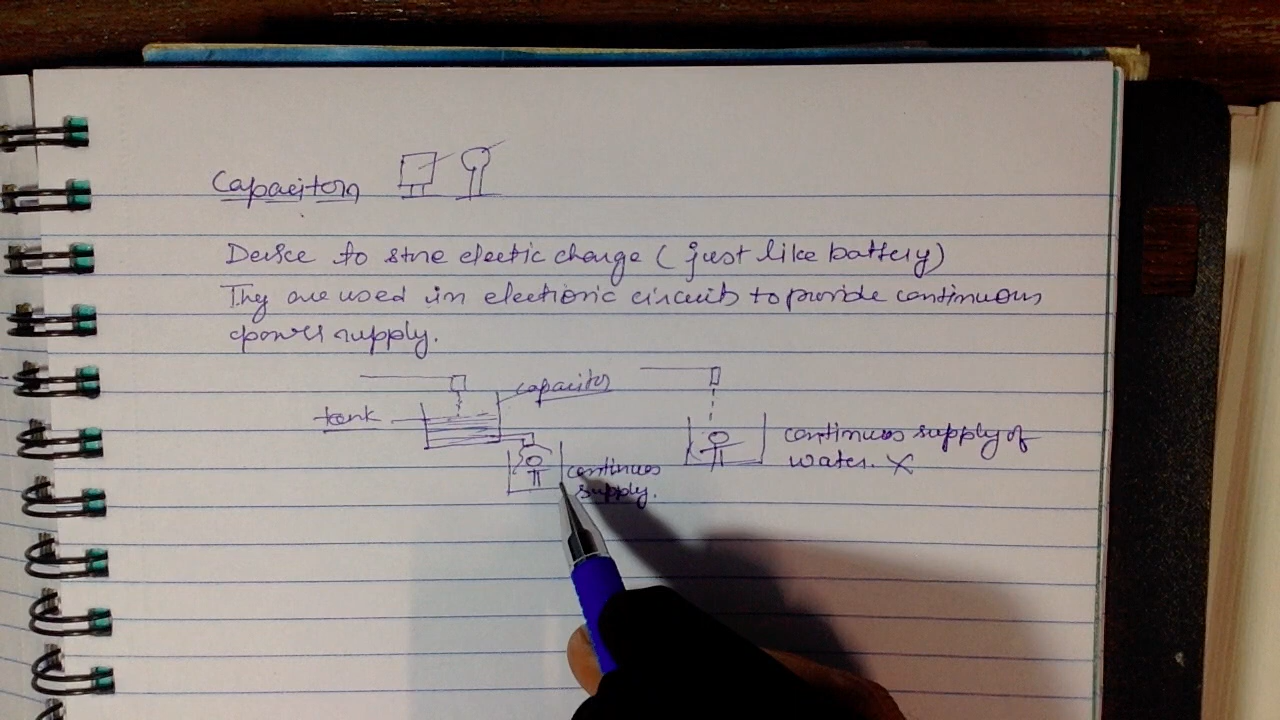 Capacitors
Device to store electric charge (just like battery)
They are used in electronic circuits to provide continuous
power supply.
capacitor
tank
continuous supply of
water. X
continuos
supply.